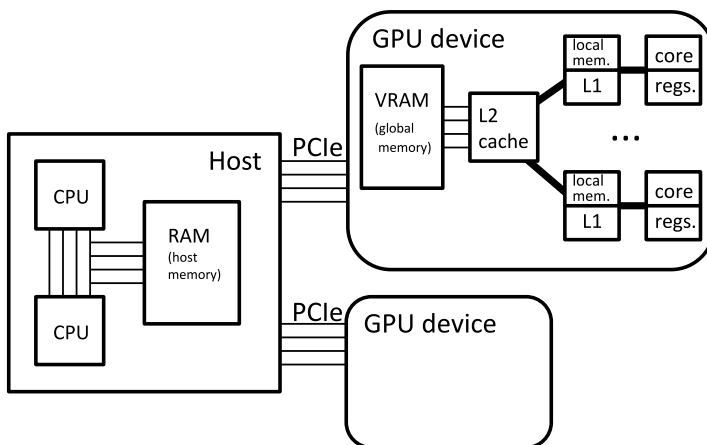 GPU device
local
mem.
L1
core
regs.
VRAM
(global
memory)
L2
cache
...
local
mem.
L1
core
regs.
PCIe
Host
CPU
RAM
(host
memory)
CPU
PCIe
GPU device